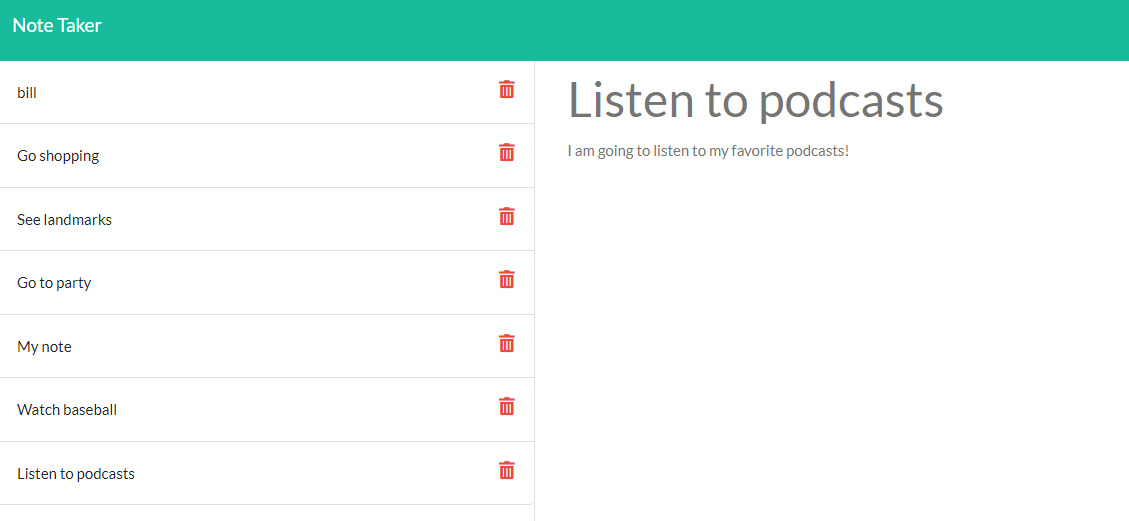 Note Taker
bill
Go shopping
See landmarks
Go to party
My note
Watch baseball
Listen to podcasts
Listen to podcasts
I am going to listen to my favorite podcasts!